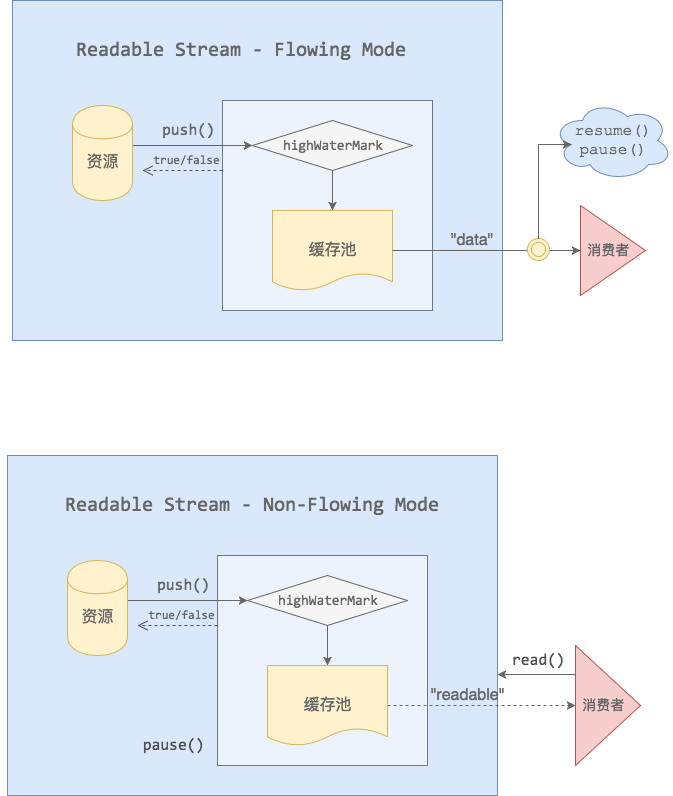 Readable Stream - Flowing Mode
资源
push()
true/false
highWaterMark
缓存池
"data"
resume()
pause()
消费者
Readable Stream - Non-Flowing Mode
资源
push()
true/false
highWaterMark
缓存池
pause()
"readable"
read()
消费者